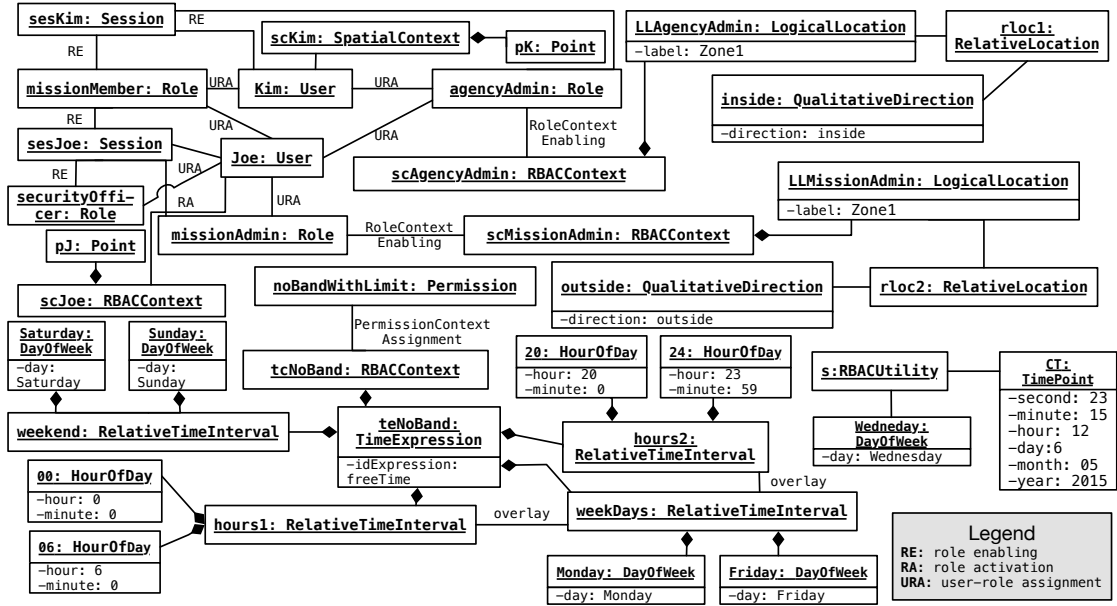 sesKim: Session
RE
scKim: SpatialContext
pK: Point
LLAgencyAdmin: LogicalLocation
−label: Zone1
rloc1:
RelativeLocation
RE
missionMember: Role
URA
Kim: User
URA
agencyAdmin: Role
inside: QualitativeDirection
−direction: inside
RE
URA
URA
RoleContext
Enabling
sesJoe: Session
Joe: User
RE
URA
scAgencyAdmin: RBACContext
LLMissionAdmin: LogicalLocation
−label: Zone1
securityOffi-
cer: Role
RA
URA
missionAdmin: Role
RoleContext
Enabling
scMissionAdmin: RBACContext
pJ: Point
scJoe: RBACContext
noBandWithLimit: Permission
outside: QualitativeDirection
−direction: outside
rloc2: RelativeLocation
Saturday:
DayOfWeek
−day:
Saturday
Sunday:
DayOfWeek
−day:
Sunday
PermissionContext
Assignment
tcNoBand: RBACContext
20: HourOfDay
−hour: 20
−minute: 0
24: HourOfDay
−hour: 23
−minute: 59
s:RBACUtility
CT:
TimePoint
−second: 23
−minute: 15
−hour: 12
−day:6
−month: 05
−year: 2015
weekend: RelativeTimeInterval
teNoBand:
TimeExpression
−idExpression:
freeTime
hours2:
RelativeTimeInterval
Wedneday:
DayOfWeek
−day: Wednesday
00: HourOfDay
−hour: 0
−minute: 0
overlay
hours1: RelativeTimeInterval
overlay
weekDays: RelativeTimeInterval
06: HourOfDay
−hour: 6
−minute: 0
Monday: DayOfWeek
−day: Monday
Friday: DayOfWeek
−day: Friday
Legend
RE: role enabling
RA: role activation
URA: user-role assignment